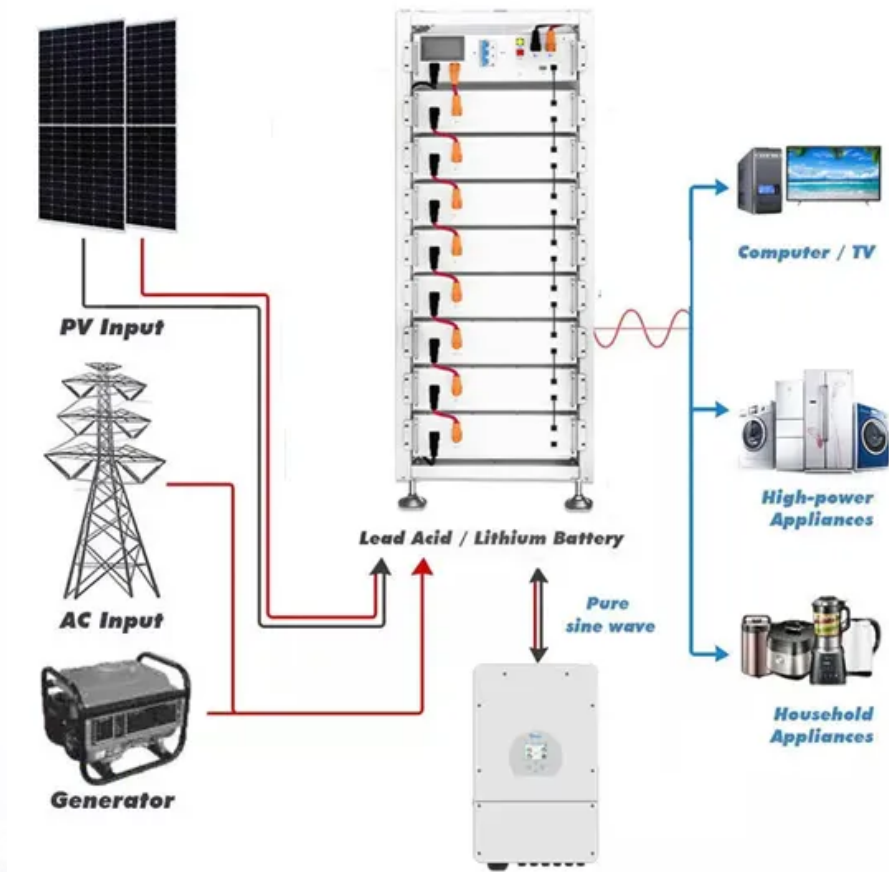 PV Input
AC Input
Generator
Lead Acid / Lithium Battery
Pure
sine wave
Computer / TV
High-power
Appliances
Household
Appliances